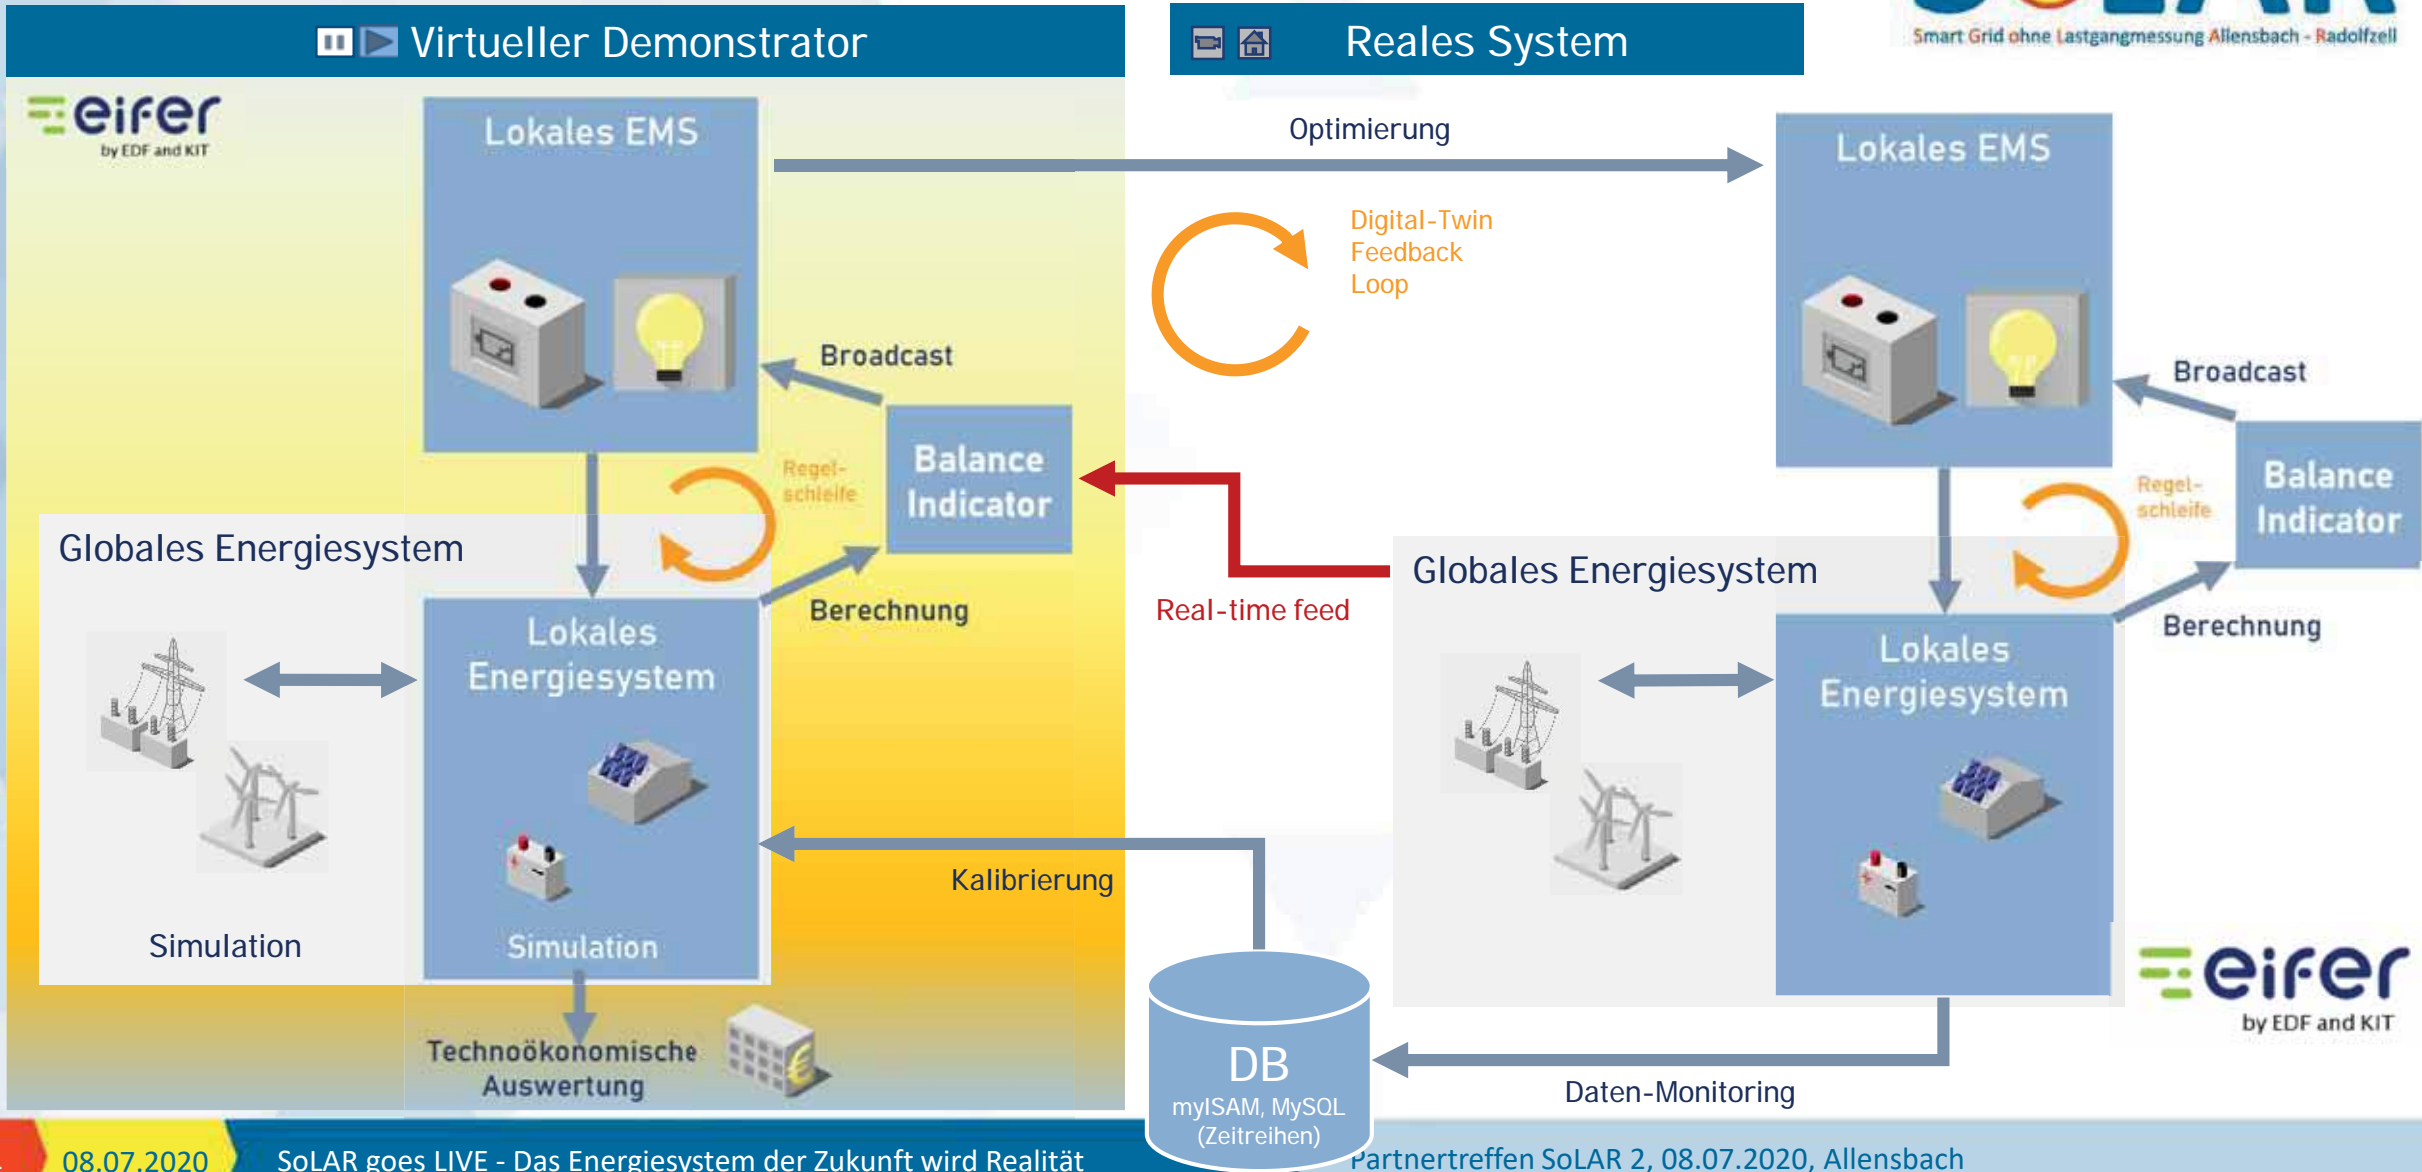 Virtueller Demonstrator
Reales System
Smart Grid ohne Lastgangmessung Allensbach - Radolfzell
eifer
by EDF and KIT
Lokales EMS
Optimierung
Lokales EMS
Digital-Twin
Feedback
Loop
Broadcast
Broadcast
Regel-
schleife
Balance
Indicator
Regel-
schleife
Balance
Indicator
Globales Energiesystem
Globales Energiesystem
Real-time feed
Berechnung
Berechnung
Lokales
Energiesystem
Lokales
Energiesystem
Kalibrierung
Simulation
Simulation
eifer
by EDF and KIT
Technoökonomische
Auswertung
DB
myISAM, MySQL
(Zeitreihen)
Daten-Monitoring
08.07.2020
SoLAR goes LIVE - Das Energiesystem der Zukunft wird Realität
Partnertreffen SoLAR 2, 08.07.2020, Allensbach